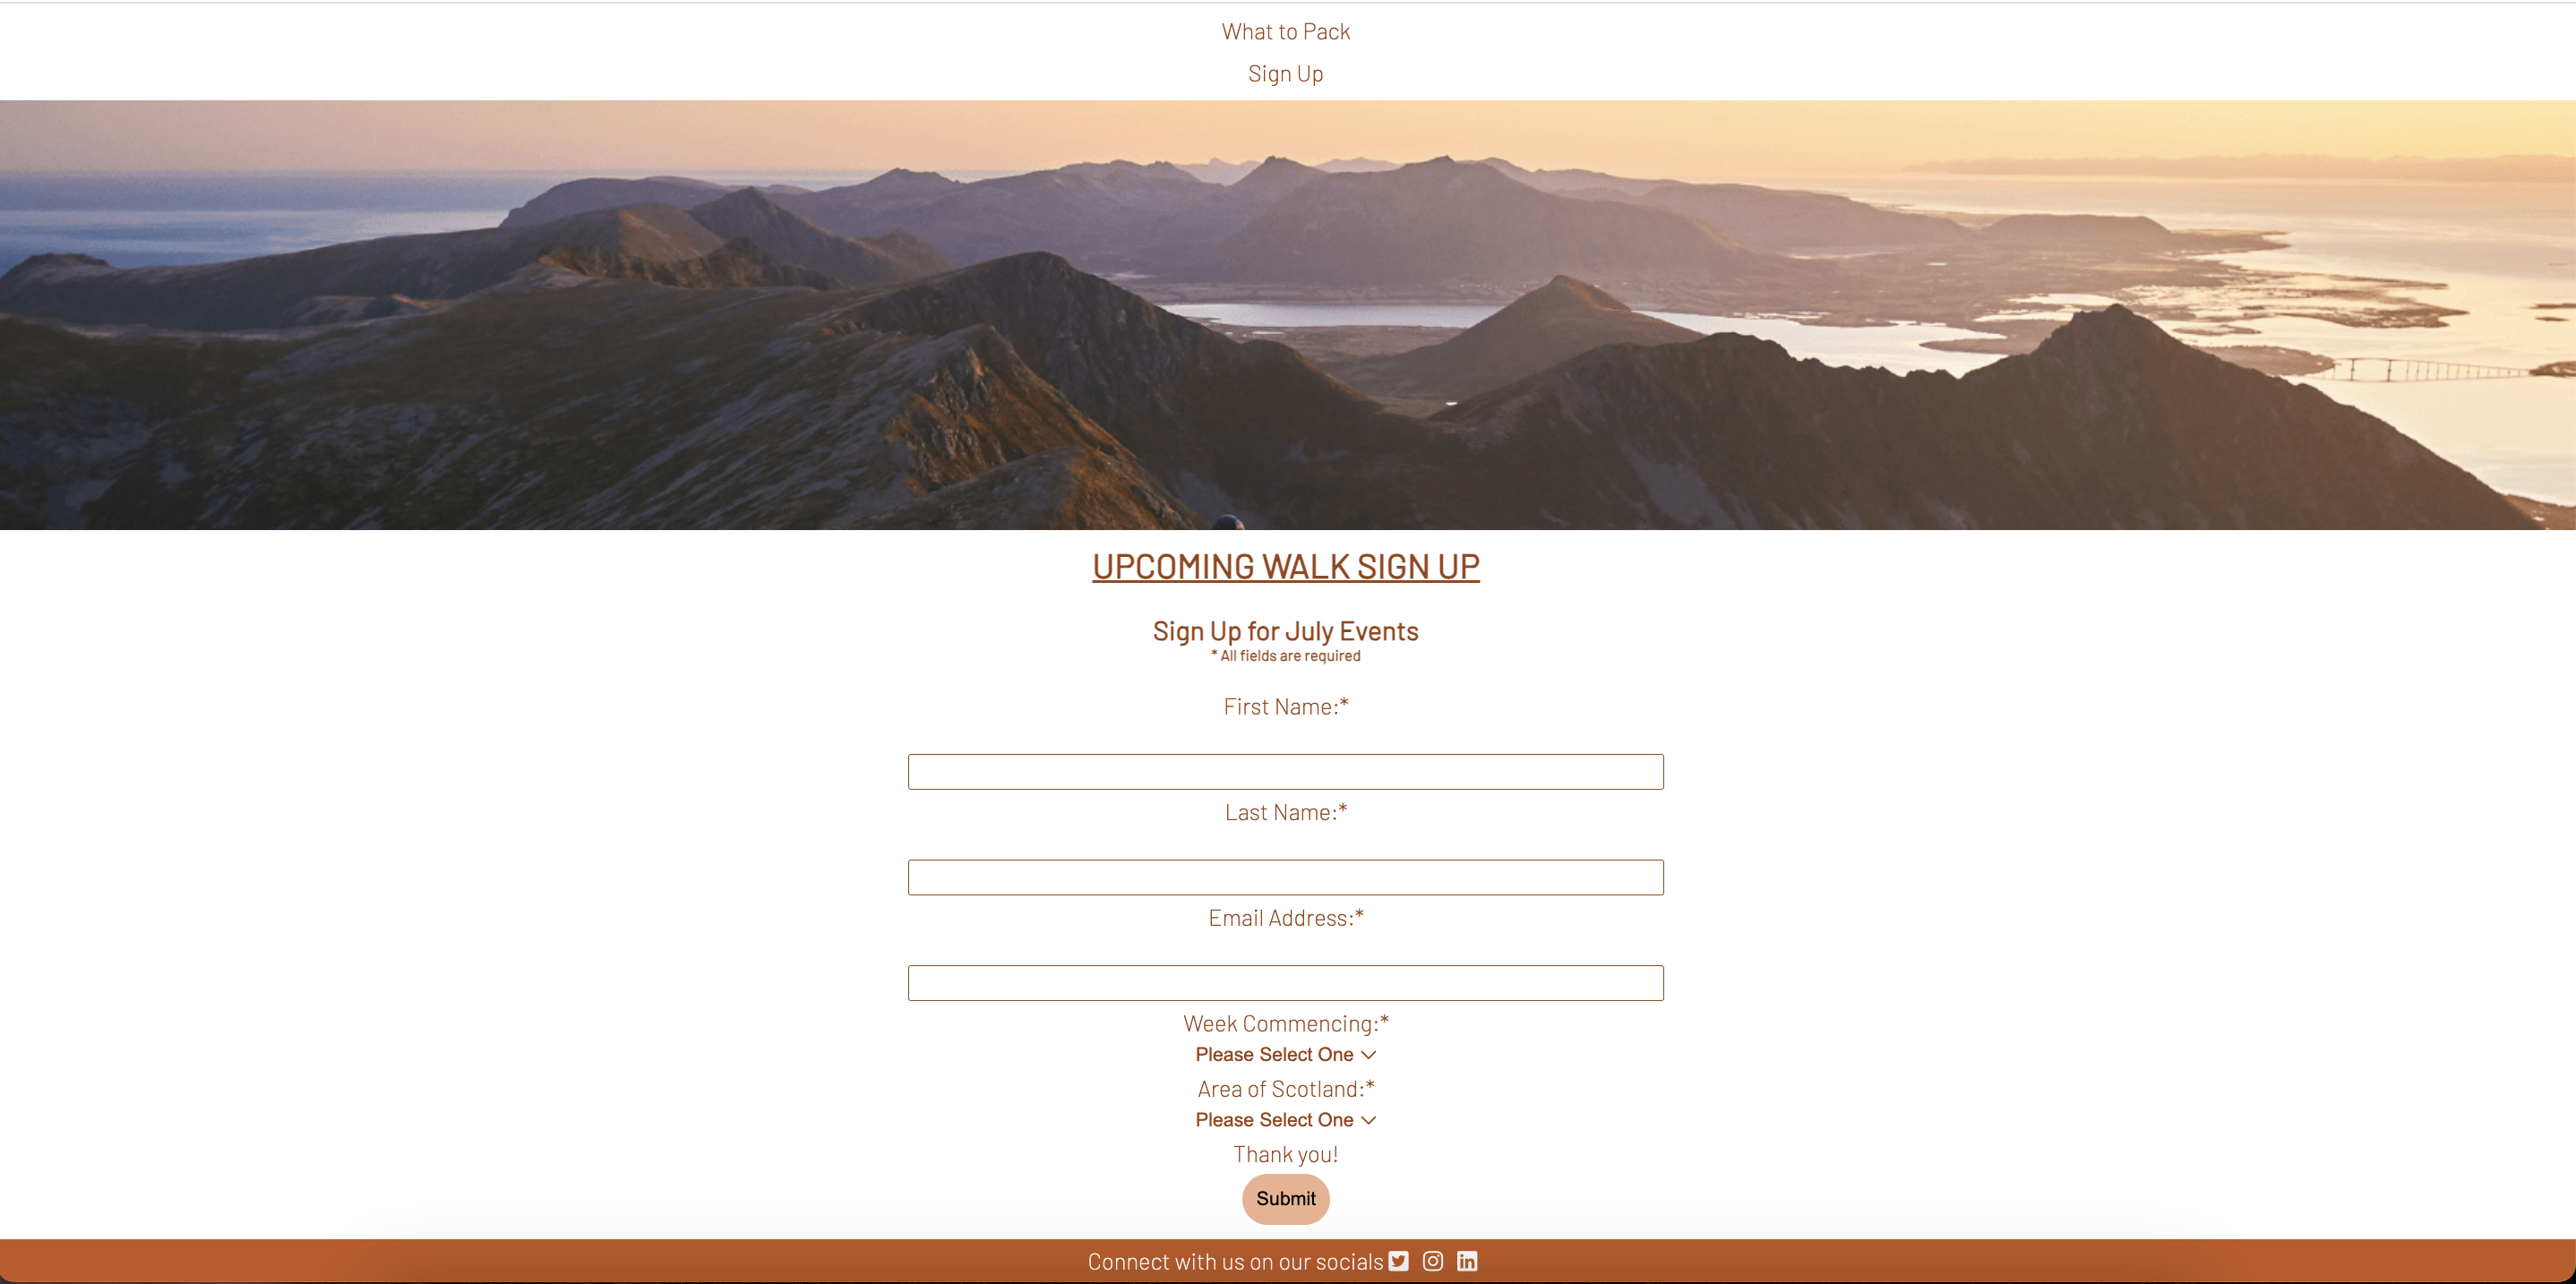 What to Pack
Sign Up
UPCOMING WALK SIGN UP
Sign Up for July Events
* All fields are required
First Name:*
Last Name:*
Email Address:*
Week Commencing:*
Please Select One
Area of Scotland:*
Please Select One
Thank you!
Submit
Connect with us on our socials